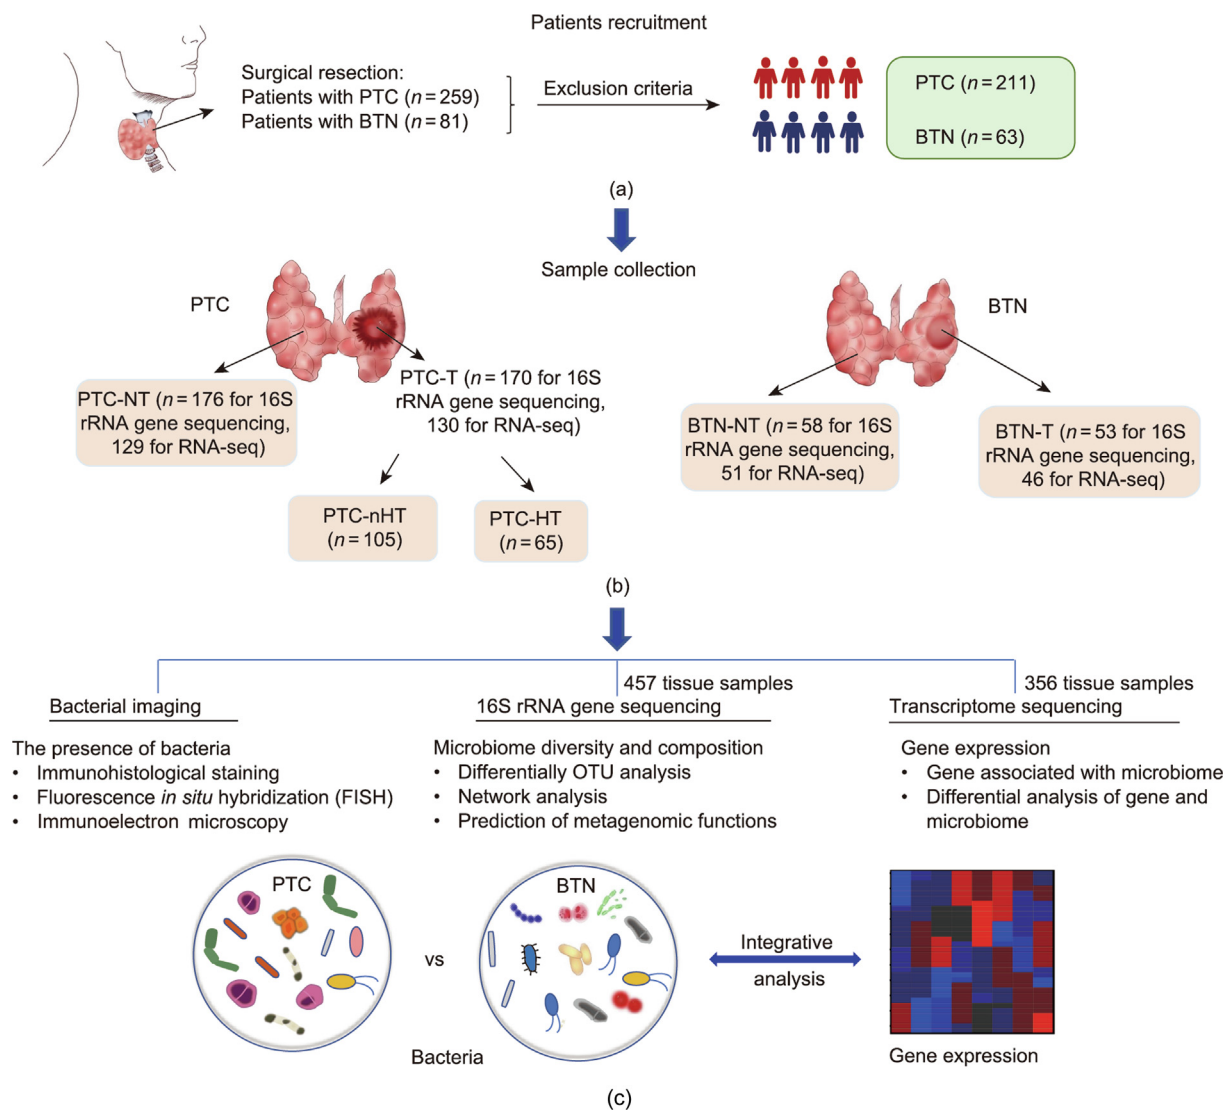 Patients recruitment
Surgical resection:
Patients with PTC (n = 259)
Patients with BTN (n = 81)
Exclusion criteria
PTC (n = 211)
BTN (n = 63)
(a)
Sample collection
PTC
PTC-NT (n = 176 for 16S
rRNA gene sequencing,
129 for RNA-seq)
PTC-T (n = 170 for 16S
rRNA gene sequencing,
130 for RNA-seq)
PTC-nHT
(n = 105)
PTC-HT
(n = 65)
BTN
BTN-NT (n = 58 for 16S
rRNA gene sequencing,
51 for RNA-seq)
BTN-T (n = 53 for 16S
rRNA gene sequencing,
46 for RNA-seq)
(b)
Bacterial imaging
The presence of bacteria
• Immunohistological staining
• Fluorescence in situ hybridization (FISH)
• Immunoelectron microscopy
457 tissue samples
16S rRNA gene sequencing
Microbiome diversity and composition
• Differentially OTU analysis
• Network analysis
• Prediction of metagenomic functions
356 tissue samples
Transcriptome sequencing
Gene expression
• Gene associated with microbiome
• Differential analysis of gene and
microbiome
PTC
vs
BTN
Bacteria
Integrative
analysis
Gene expression
(c)